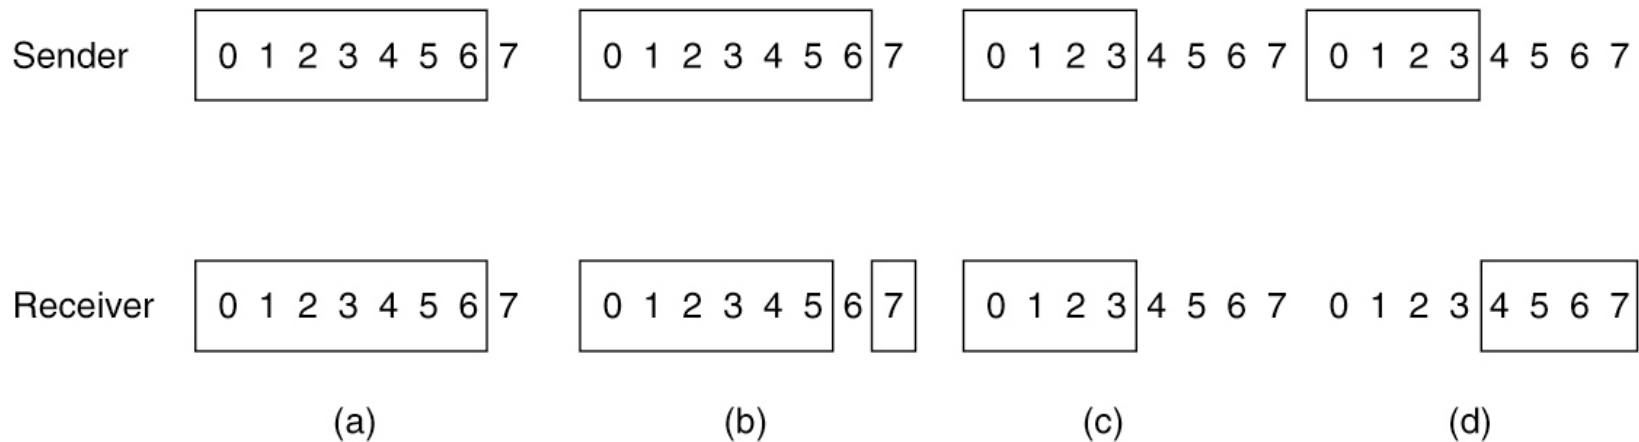 Sender 0 1 2 3 4 5 6 7 0 1 2 3 4 5 6 7 0 1 2 3 4 5 6 7 0 1 2 3 4 5 6 7
Receiver 0 1 2 3 4 5 6 7 0 1 2 3 4 5 6 7 0 1 2 3 4 5 6 7 0 1 2 3 4 5 6 7
(a) (b) (c) (d)